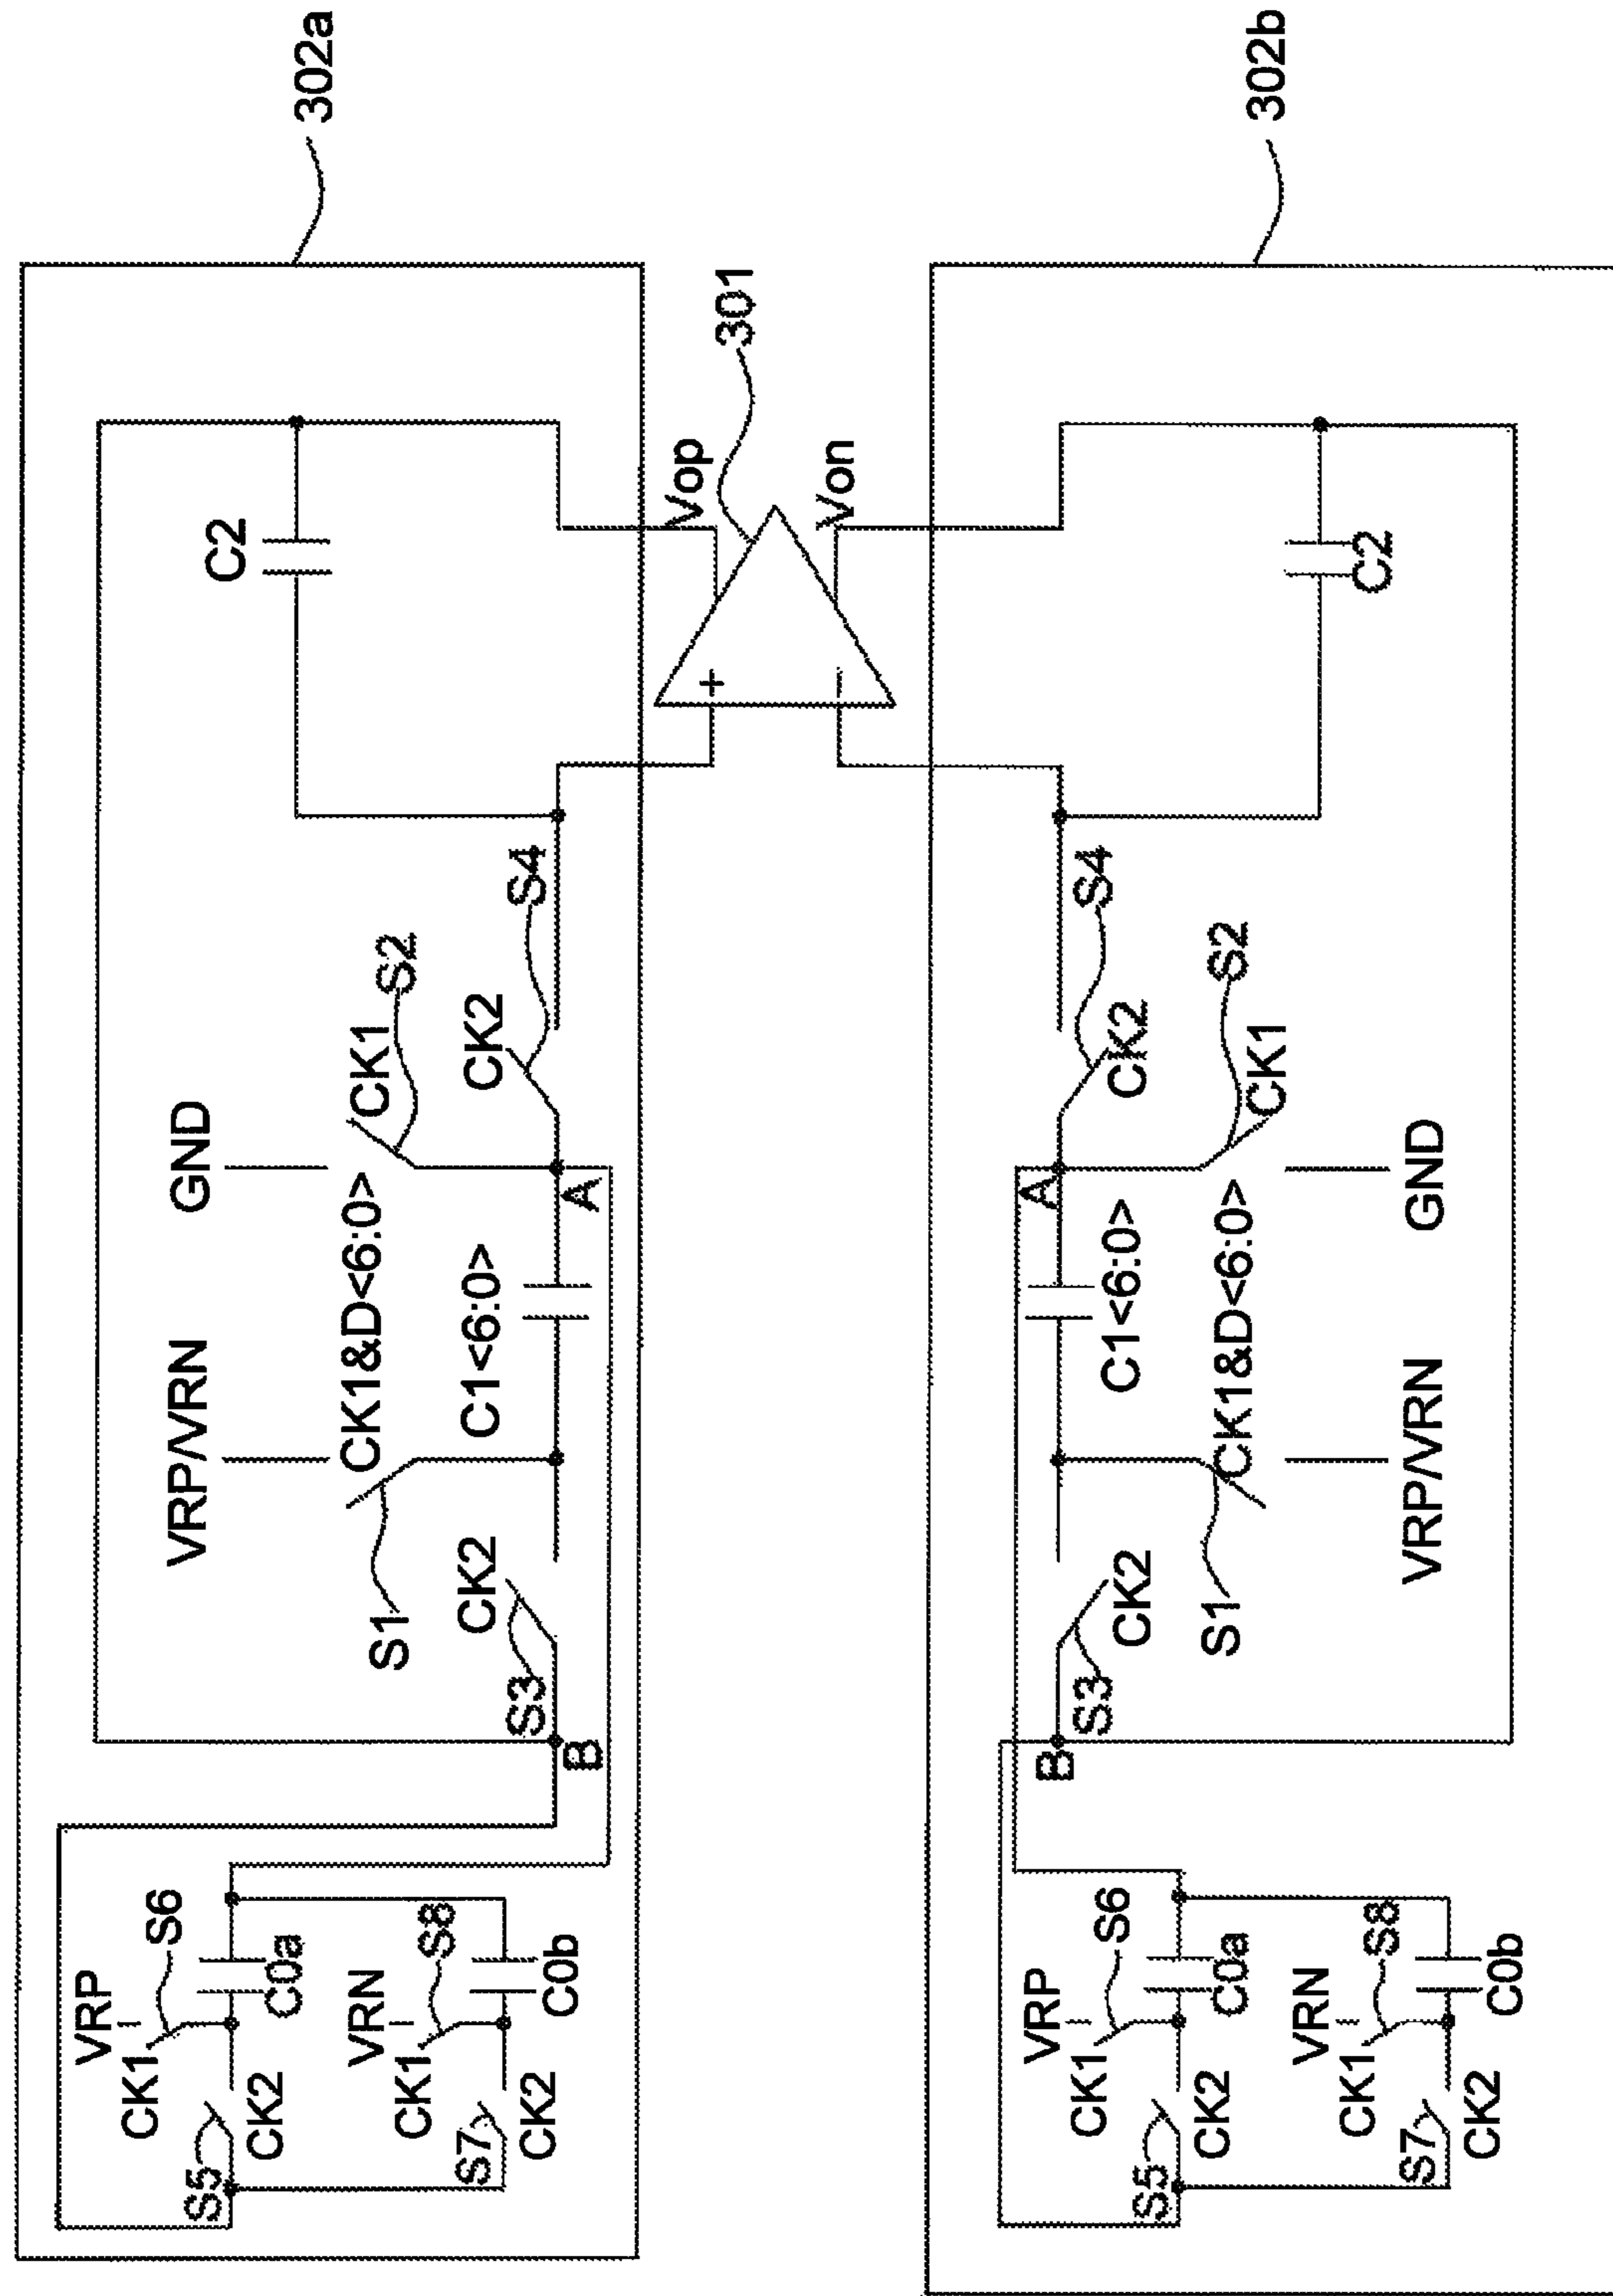 302a
C2
GND
CK1
S2
VRP/VRN
CK1&D<6:0>
S1
C1<6:0>
CK2
S4
CK2
S3
A
B
VRP
S6
CK1
C0a
S5
CK2
VRN
S8
CK1
C0b
S7
CK2
Vop
301
+
−
Von
302b
A
B
S4
CK2
S2
CK1
C1<6:0>
CK1&D<6:0>
GND
CK2
S3
S1
VRP/VRN
C2
VRP
S6
CK1
C0a
S5
CK2
VRN
S8
CK1
C0b
S7
CK2